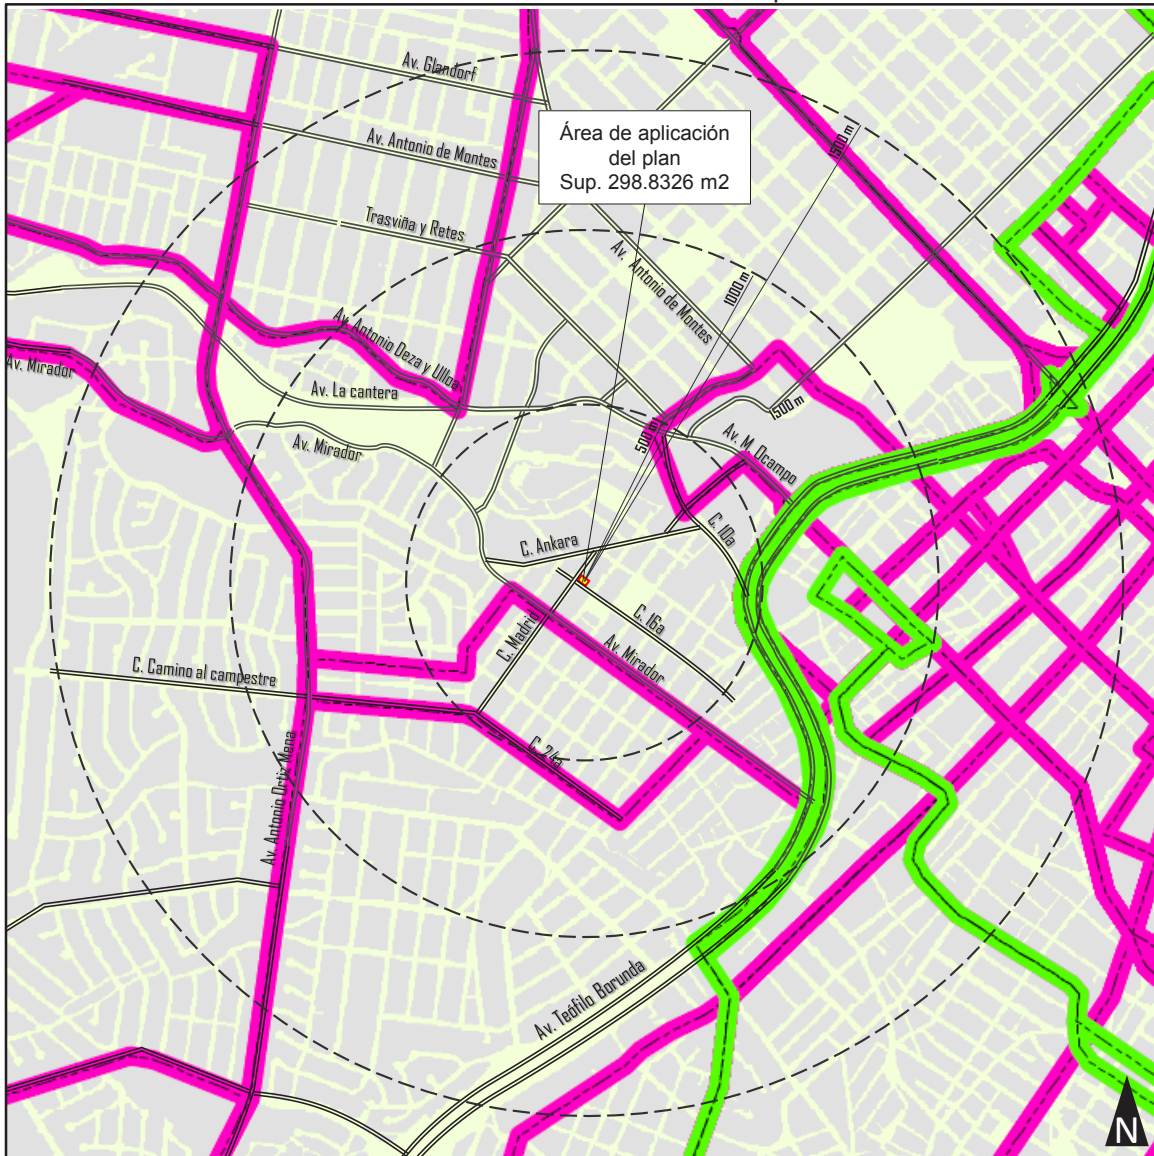 Av. Glandorf
Área de aplicación
del plan
Sup. 298.8326 m2
1500 m
Av. Antonio de Montes
Trasviña y Retes
Av. Antonio de Montes
1000 m
Av. Antonio Deza y Ulloa
Av. Mirador
Av. La cantera
1500 m
Av. Mirador
500 m
Av. M. Ocampo
C. 10a
C. Ankara
C. 16a
C. Madrid
Av. Mirador
C. Camino al campestre
C. 24a
Av. Antonio Ortiz Mena
Av. Teófilo Borunda
N